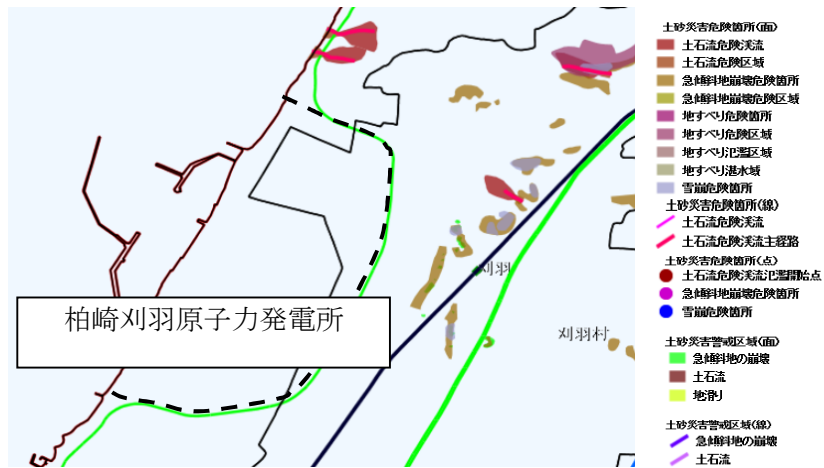 柏崎刈羽原子力発電所
刈羽
刈羽村
土砂災害危険箇所(面)
土石流危険渓流
土石流危険区域
急傾斜地崩壊危険箇所
急傾斜地崩壊危険区域
地すべり危険箇所
地すべり危険区域
地すべり氾濫区域
地すべり湛水域
雪崩危険箇所
土砂災害危険箇所(線)
土石流危険渓流
土石流危険渓流主経路
土砂災害危険箇所(点)
土石流危険渓流氾濫開始点
急傾斜地崩壊危険箇所
雪崩危険箇所
土砂災害警戒区域(面)
急傾斜地の崩壊
土石流
地滑り
土砂災害警戒区域(線)
急傾斜地の崩壊
土石流